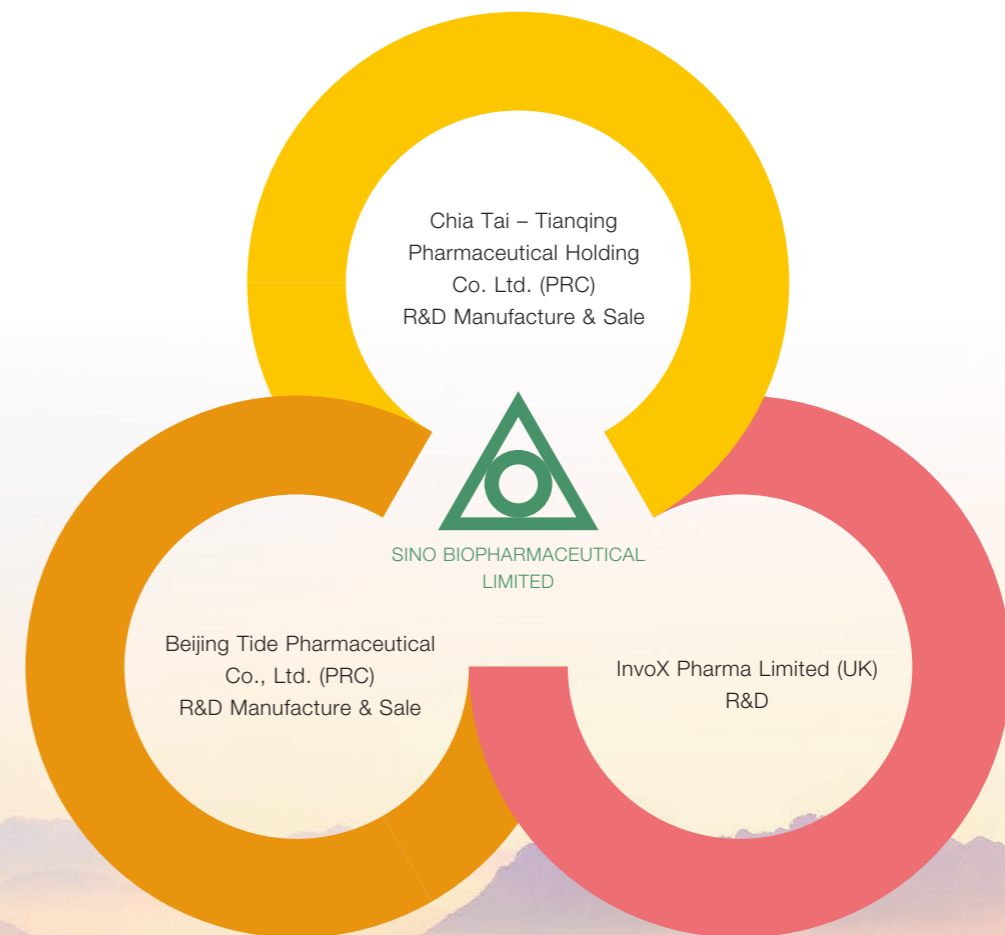 Chia Tai – Tianqing
Pharmaceutical Holding
Co. Ltd. (PRC)
R&D Manufacture & Sale
SINO BIOPHARMACEUTICAL
LIMITED
Beijing Tide Pharmaceutical
Co., Ltd. (PRC)
R&D Manufacture & Sale
InvoX Pharma Limited (UK)
R&D